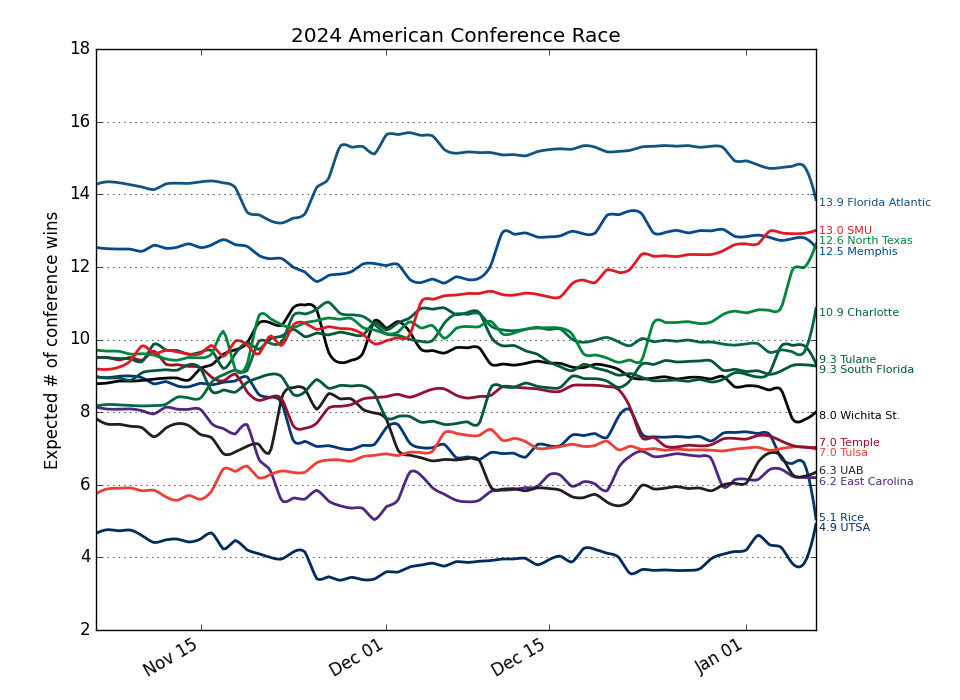 2024 American Conference Race
Expected # of conference wins
18
16
14
12
10
8
6
4
2
Nov 15
Dec 01
Dec 15
Jan 01
13.9 Florida Atlantic
13.0 SMU
12.6 North Texas
12.5 Memphis
10.9 Charlotte
9.3 Tulane
9.3 South Florida
8.0 Wichita St.
7.0 Temple
7.0 Tulsa
6.3 UAB
6.2 East Carolina
5.1 Rice
4.9 UTSA